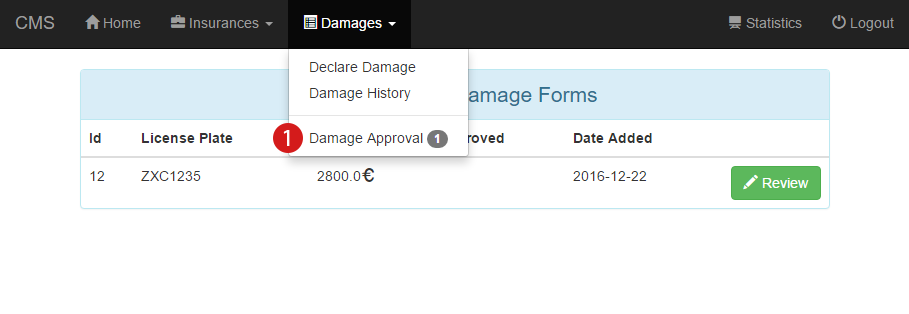 CMS Home Insurances Damages Statistics Logout
Declare Damage
Damage History
amage Forms
Id License Plate 1 Damage Approval 1 roved Date Added
12 ZXC1235 2800.0€ 2016-12-22 Review